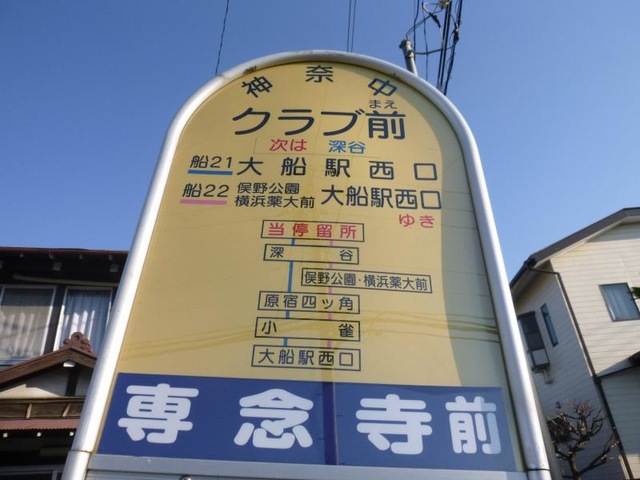 神奈中
まえ
クラブ前
次は 深谷
船21 大船駅西口
船22 俣野公園 横浜薬大前 大船駅西口
ゆき
当停留所
深谷
俣野公園・横浜薬大前
原宿四ッ角
小雀
大船駅西口
専念寺前